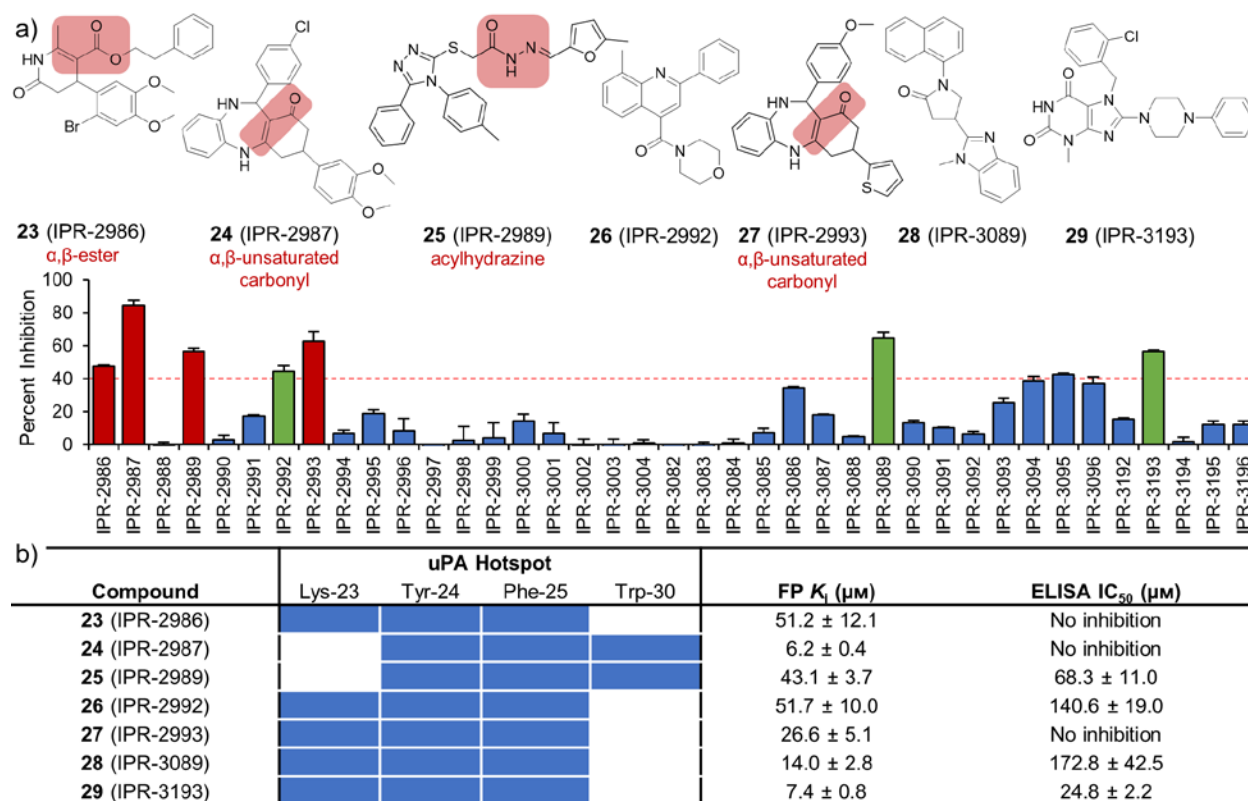 a)
23 (IPR-2986)
α,β-ester
24 (IPR-2987)
α,β-unsaturated
carbonyl
25 (IPR-2989)
acylhydrazine
26 (IPR-2992)
27 (IPR-2993)
α,β-unsaturated
carbonyl
28 (IPR-3089)
29 (IPR-3193)
Percent Inhibition
100
80
60
40
20
0
IPR-2986
IPR-2987
IPR-2988
IPR-2989
IPR-2990
IPR-2991
IPR-2992
IPR-2993
IPR-2994
IPR-2995
IPR-2996
IPR-2997
IPR-2998
IPR-2999
IPR-3000
IPR-3001
IPR-3002
IPR-3003
IPR-3004
IPR-3082
IPR-3083
IPR-3084
IPR-3085
IPR-3086
IPR-3087
IPR-3088
IPR-3089
IPR-3090
IPR-3091
IPR-3092
IPR-3093
IPR-3094
IPR-3095
IPR-3096
IPR-3192
IPR-3193
IPR-3194
IPR-3195
IPR-3196
b)
uPA Hotspot
Compound Lys-23 Tyr-24 Phe-25 Trp-30 FP Ki (µM) ELISA IC50 (µM)
23 (IPR-2986) 51.2 ± 12.1 No inhibition
24 (IPR-2987) 6.2 ± 0.4 No inhibition
25 (IPR-2989) 43.1 ± 3.7 68.3 ± 11.0
26 (IPR-2992) 51.7 ± 10.0 140.6 ± 19.0
27 (IPR-2993) 26.6 ± 5.1 No inhibition
28 (IPR-3089) 14.0 ± 2.8 172.8 ± 42.5
29 (IPR-3193) 7.4 ± 0.8 24.8 ± 2.2